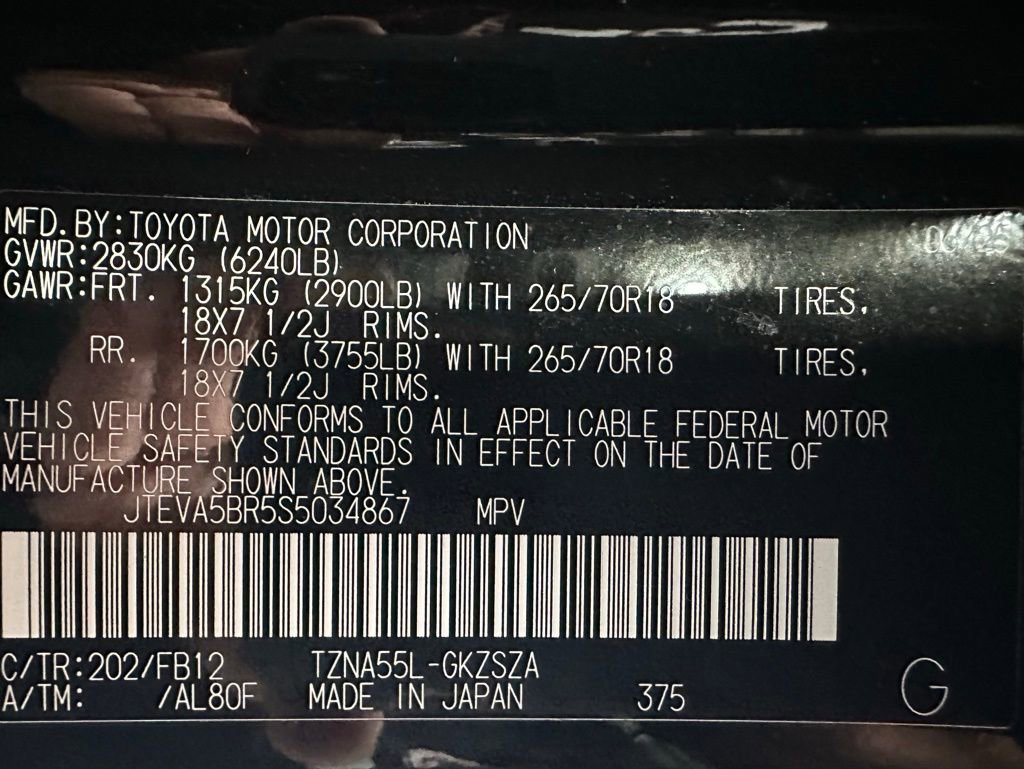 MFD.BY:TOYOTA MOTOR CORPORATION
GVWR:2830KG (6240LB)
GAWR:FRT. 1315KG (2900LB) WITH 265/70R18 TIRES,
18X7 1/2J RIMS.
RR. 1700KG (3755LB) WITH 265/70R18 TIRES,
18X7 1/2J RIMS.
THIS VEHICLE CONFORMS TO ALL APPLICABLE FEDERAL MOTOR
VEHICLE SAFETY STANDARDS IN EFFECT ON THE DATE OF
MANUFACTURE SHOWN ABOVE.
JTEVA5BR5S5034867 MPV
C/TR:202/FB12 TZNA55L-GKZSZA
A/TM: /AL80F MADE IN JAPAN 375 G